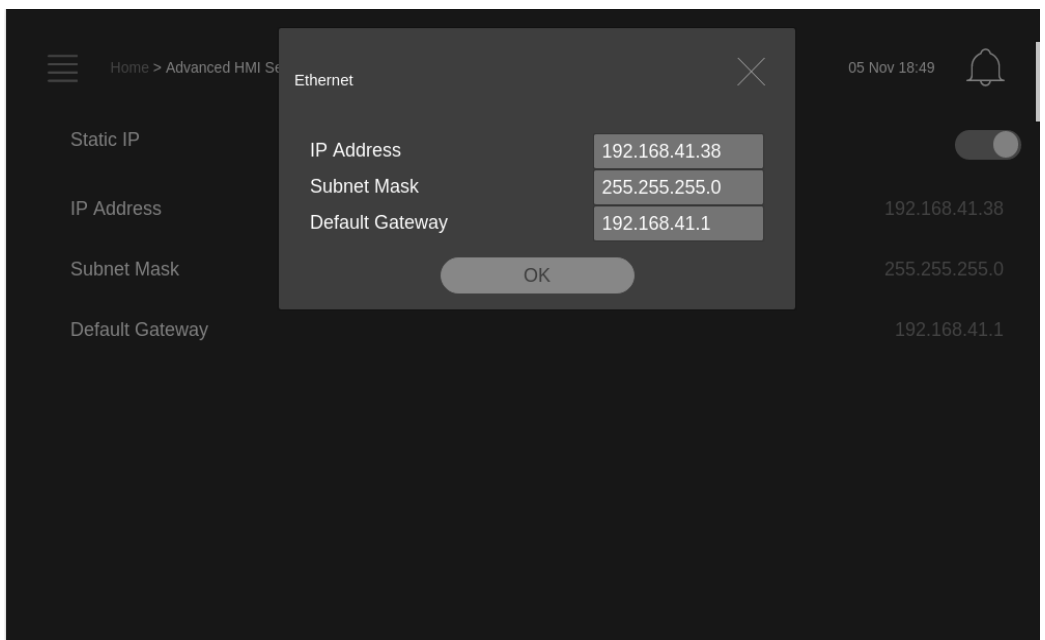 Home > Advanced HMI Se
05 Nov 18:49
Ethernet
Static IP
IP Address 192.168.41.38
Subnet Mask 255.255.255.0
Default Gateway 192.168.41.1
OK
IP Address 192.168.41.38
Subnet Mask 255.255.255.0
Default Gateway 192.168.41.1